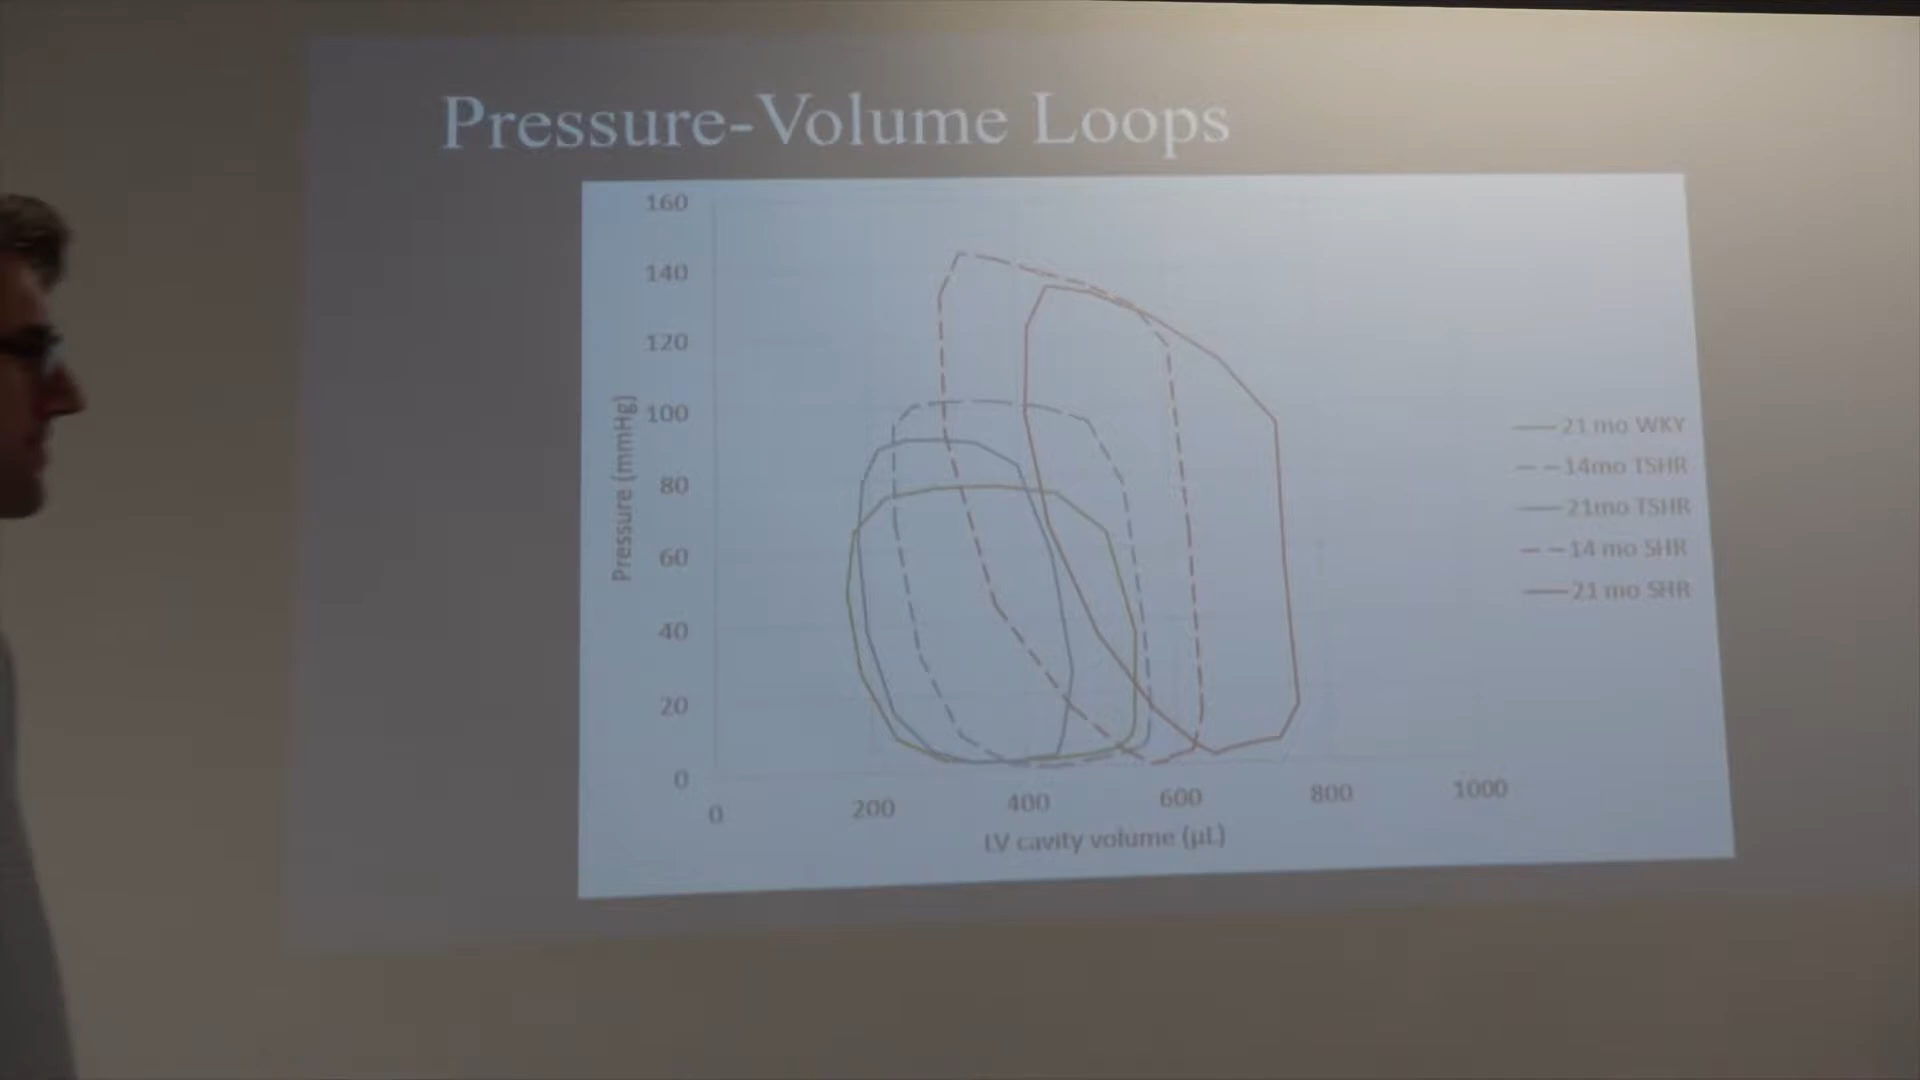 Pressure-Volume Loops
160
140
120
100
80
60
40
20
0
Pressure (mmHg)
0
200
400
600
800
1000
LV cavity volume (µL)
21 mo WKY
14mo TSHR
21mo TSHR
14 mo SHR
21 mo SHR